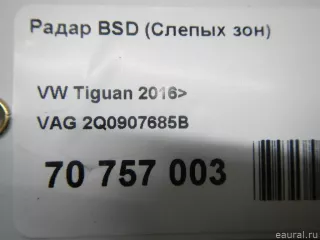 Радар BSD (Слепых зон)
VW Tiguan 2016>
VAG 2Q0907685B
70 757 003
eaural.ru